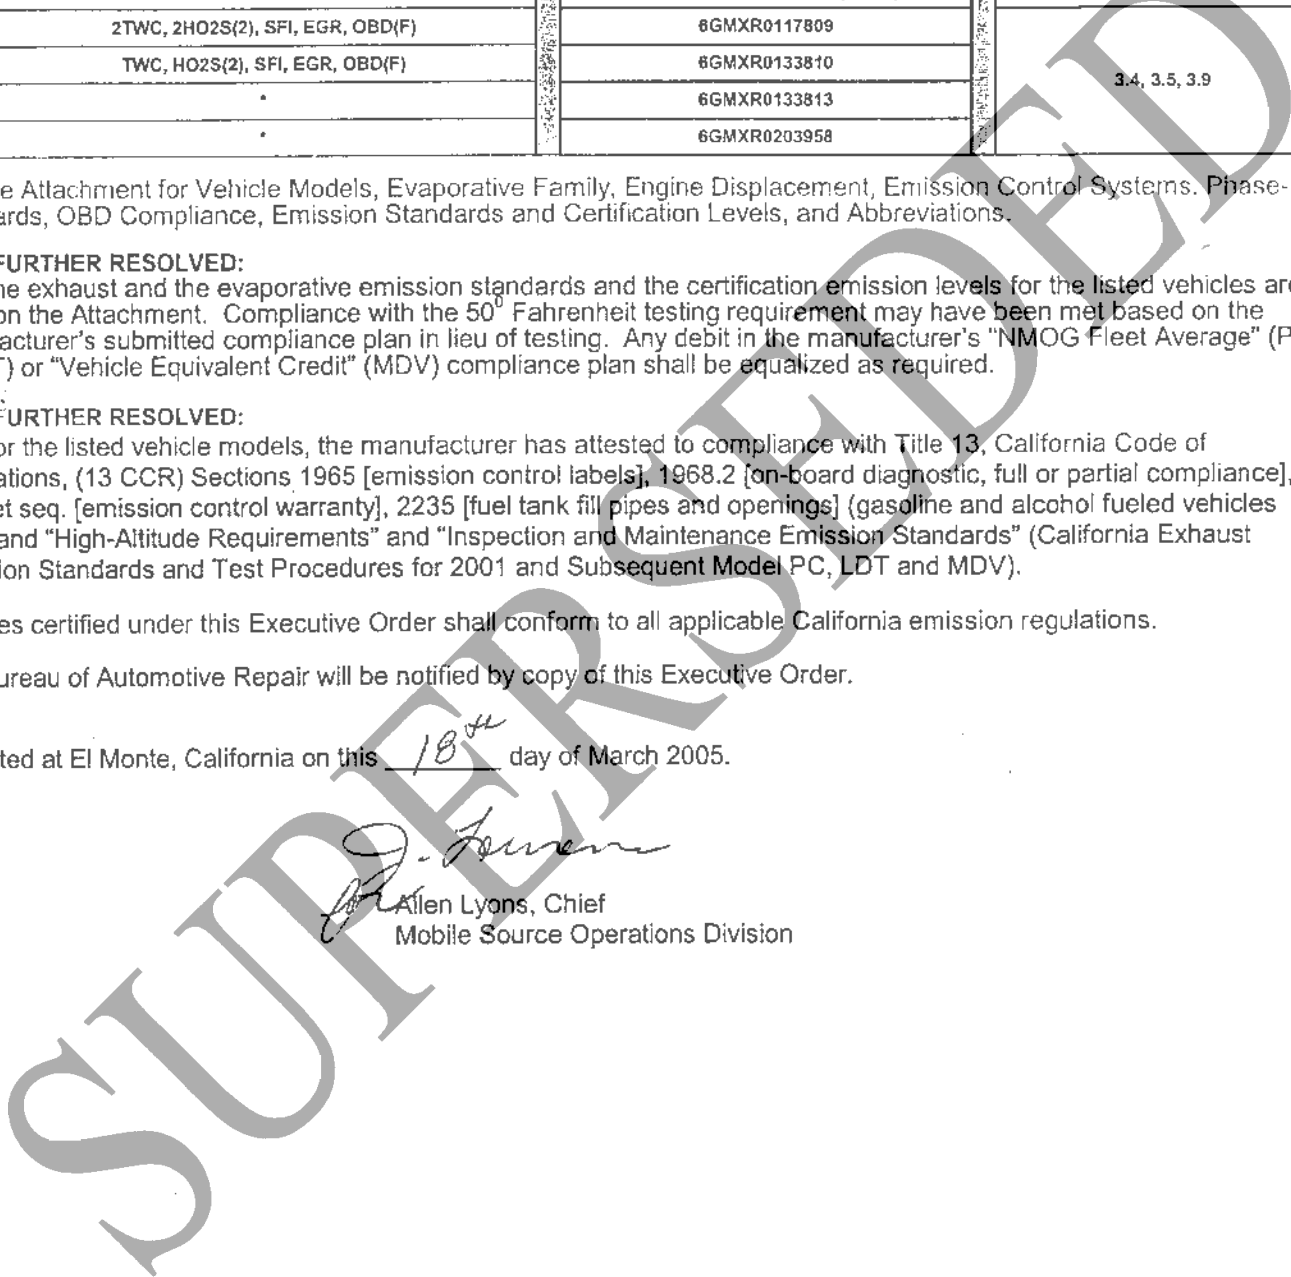 2TWC, 2HO2S(2), SFI, EGR, OBD(F) 6GMXR0117809
TWC, HO2S(2), SFI, EGR, OBD(F) 6GMXR0133810
3.4, 3.5, 3.9
* 6GMXR0133813
* 6GMXR0203958
e Attachment for Vehicle Models, Evaporative Family, Engine Displacement, Emission Control Systems. Phase-
ards, OBD Compliance, Emission Standards and Certification Levels, and Abbreviations.
FURTHER RESOLVED:
he exhaust and the evaporative emission standards and the certification emission levels for the listed vehicles are
on the Attachment. Compliance with the 50⁰ Fahrenheit testing requirement may have been met based on the
acturer's submitted compliance plan in lieu of testing. Any debit in the manufacturer's "NMOG Fleet Average" (P
T) or "Vehicle Equivalent Credit" (MDV) compliance plan shall be equalized as required.
FURTHER RESOLVED:
or the listed vehicle models, the manufacturer has attested to compliance with Title 13, California Code of
ations, (13 CCR) Sections 1965 [emission control labels], 1968.2 [on-board diagnostic, full or partial compliance],
et seq. [emission control warranty], 2235 [fuel tank fill pipes and openings] (gasoline and alcohol fueled vehicles
and "High-Altitude Requirements" and "Inspection and Maintenance Emission Standards" (California Exhaust
ion Standards and Test Procedures for 2001 and Subsequent Model PC, LDT and MDV).
es certified under this Executive Order shall conform to all applicable California emission regulations.
ureau of Automotive Repair will be notified by copy of this Executive Order.
ted at El Monte, California on this 18th day of March 2005.
Allen Lyons, Chief
Mobile Source Operations Division
SUPERSEDED